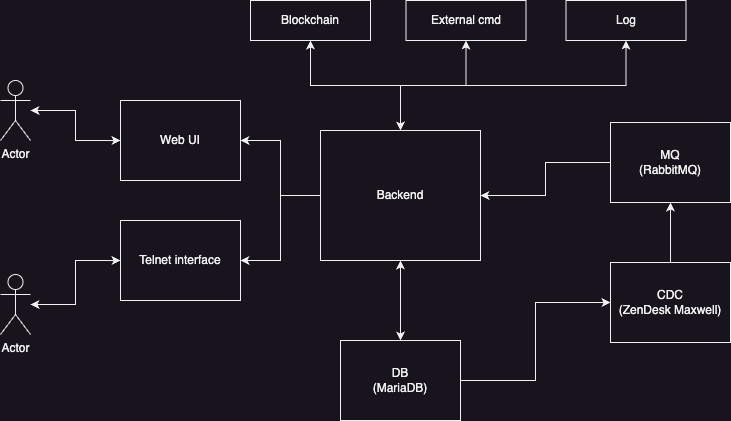 Blockchain
External cmd
Log
Actor
Web UI
Backend
MQ
(RabbitMQ)
Telnet interface
Actor
CDC
(ZenDesk Maxwell)
DB
(MariaDB)